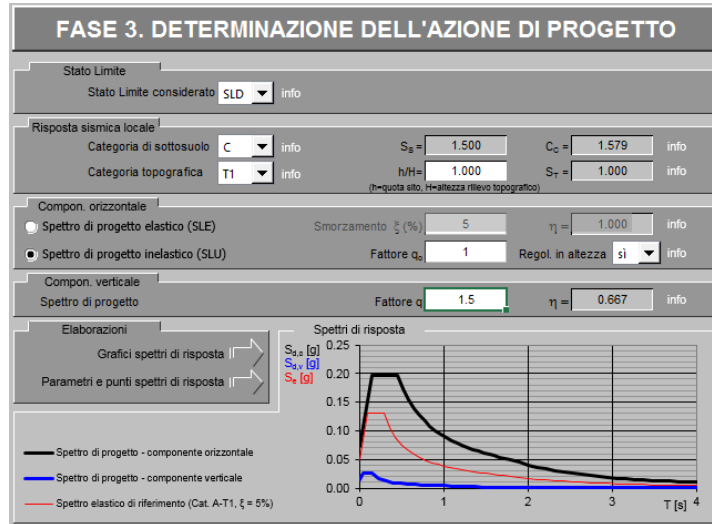 FASE 3. DETERMINAZIONE DELL'AZIONE DI PROGETTO
Stato Limite
Stato Limite considerato SLD info
Risposta sismica locale
Categoria di sottosuolo C info SS = 1.500 CC = 1.579 info
Categoria topografica T1 info h/H= 1.000 ST = 1.000 info
(h=quota sito, H=altezza rilievo topografico)
Compon. orizzontale
Spettro di progetto elastico (SLE) Smorzamento ξ (%) 5 η = 1.000 info
Spettro di progetto inelastico (SLU) Fattore qo 1 Regol. in altezza sì info
Compon. verticale
Spettro di progetto Fattore q 1.5 η = 0.667 info
Elaborazioni
Grafici spettri di risposta
Parametri e punti spettri di risposta
Spettri di risposta
Sd,o [g]
Sd,v [g]
Se [g]
0.25
0.20
0.15
0.10
0.05
0.00
0 1 2 3 4
T [s]
Spettro di progetto - componente orizzontale
Spettro di progetto - componente verticale
Spettro elastico di riferimento (Cat. A-T1, ξ = 5%)